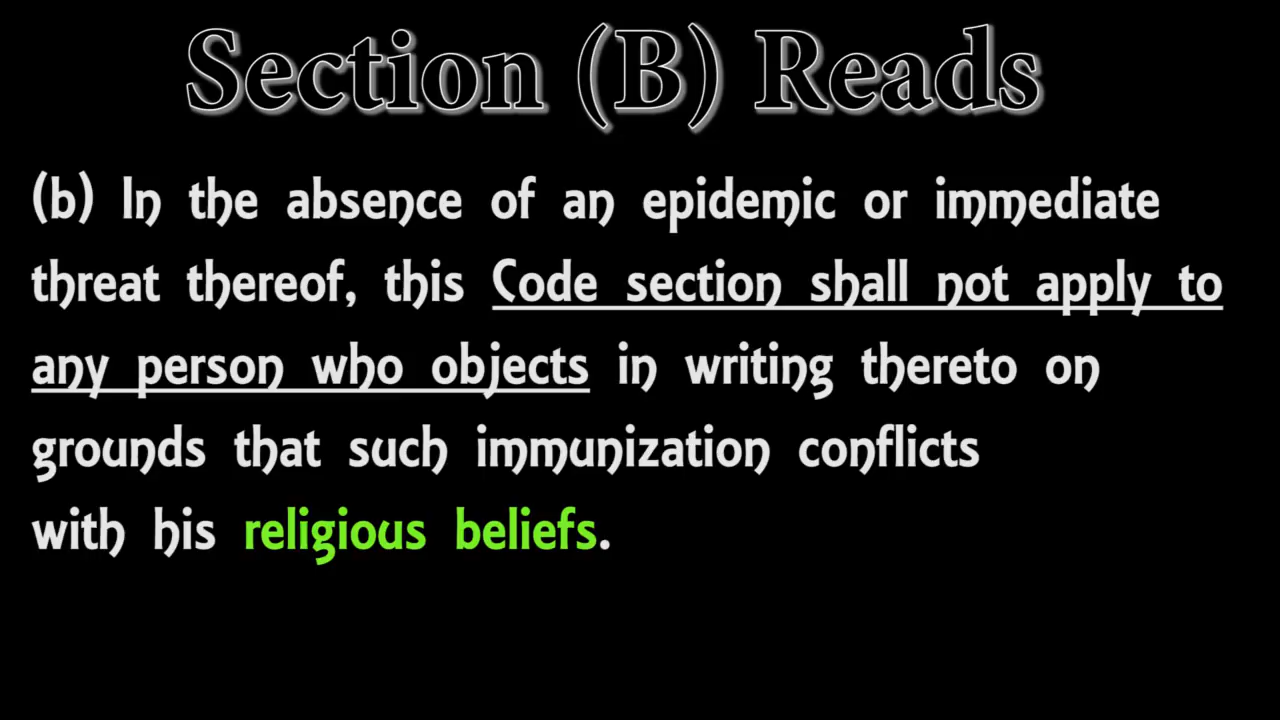 Section (B) Reads
(b) In the absence of an epidemic or immediate
threat thereof, this Code section shall not apply to
any person who objects in writing thereto on
grounds that such immunization conflicts
with his religious beliefs.